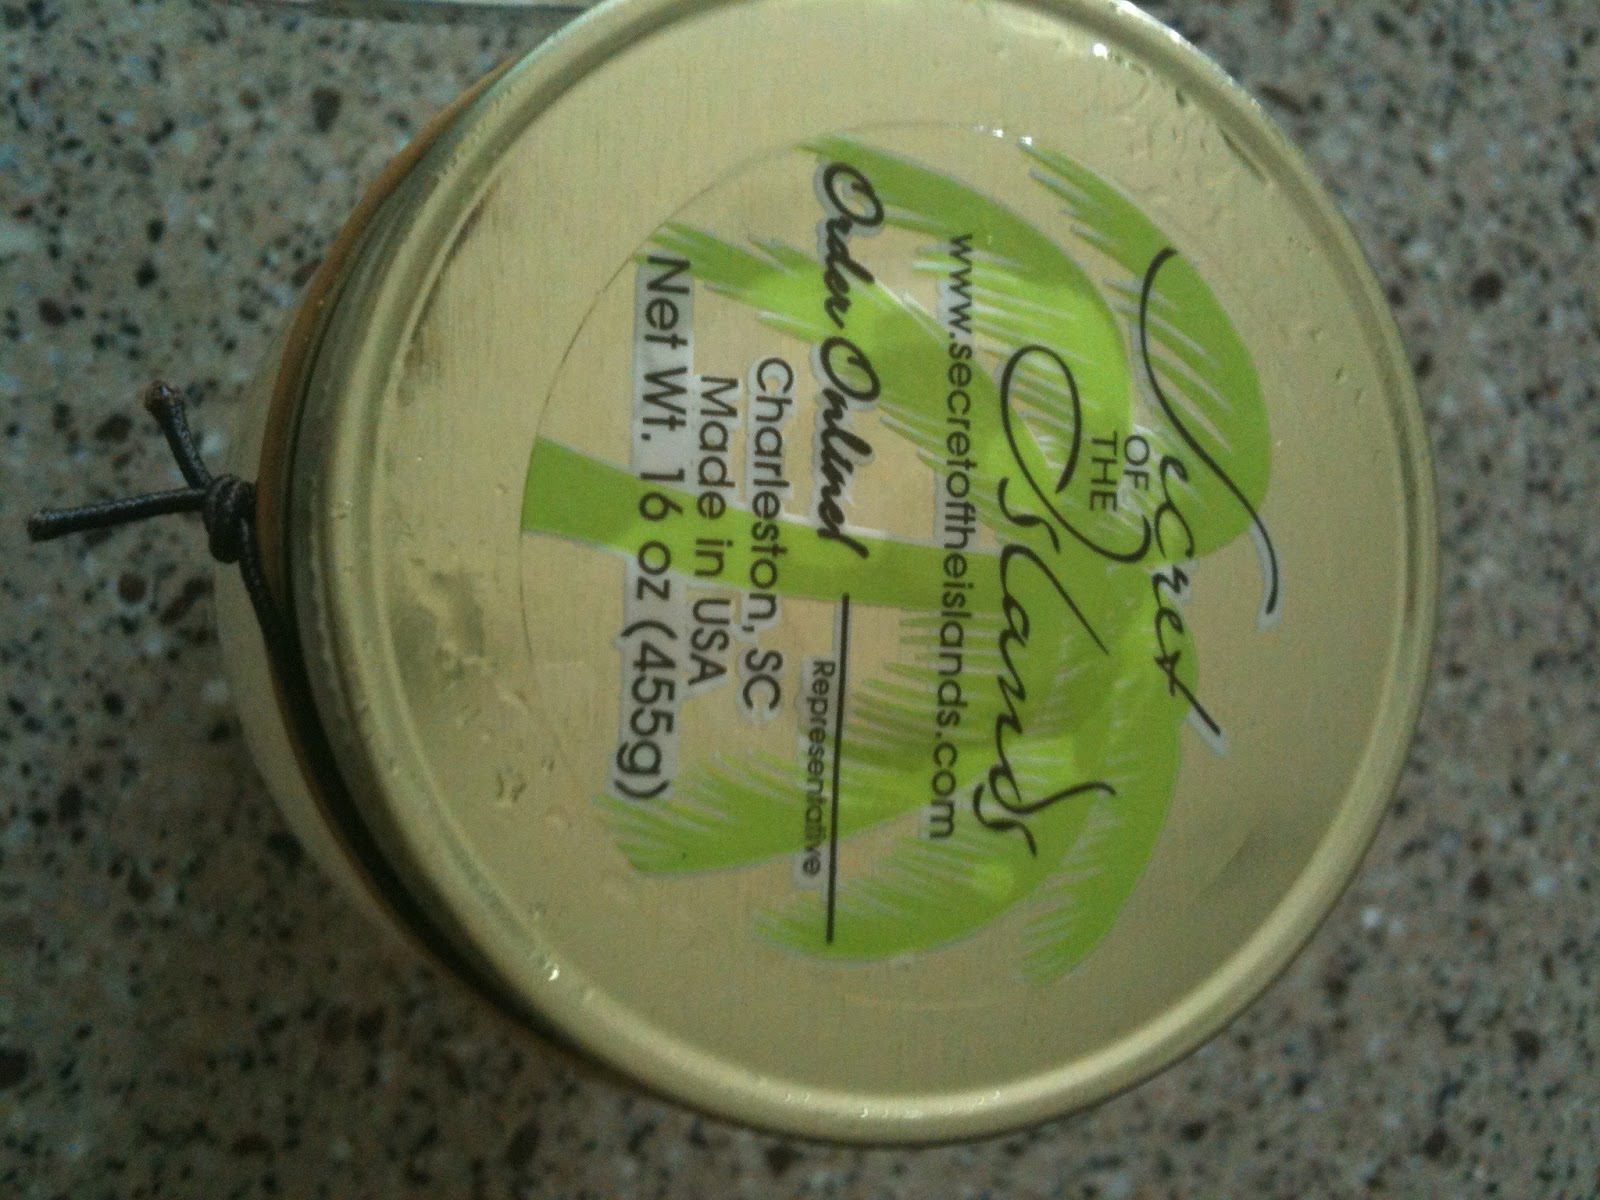 Secret
OF
THE
Islands
www.secretoftheislands.com
Order Online!
Representative
Charleston, SC
Made in USA
Net Wt. 16 oz (455g)